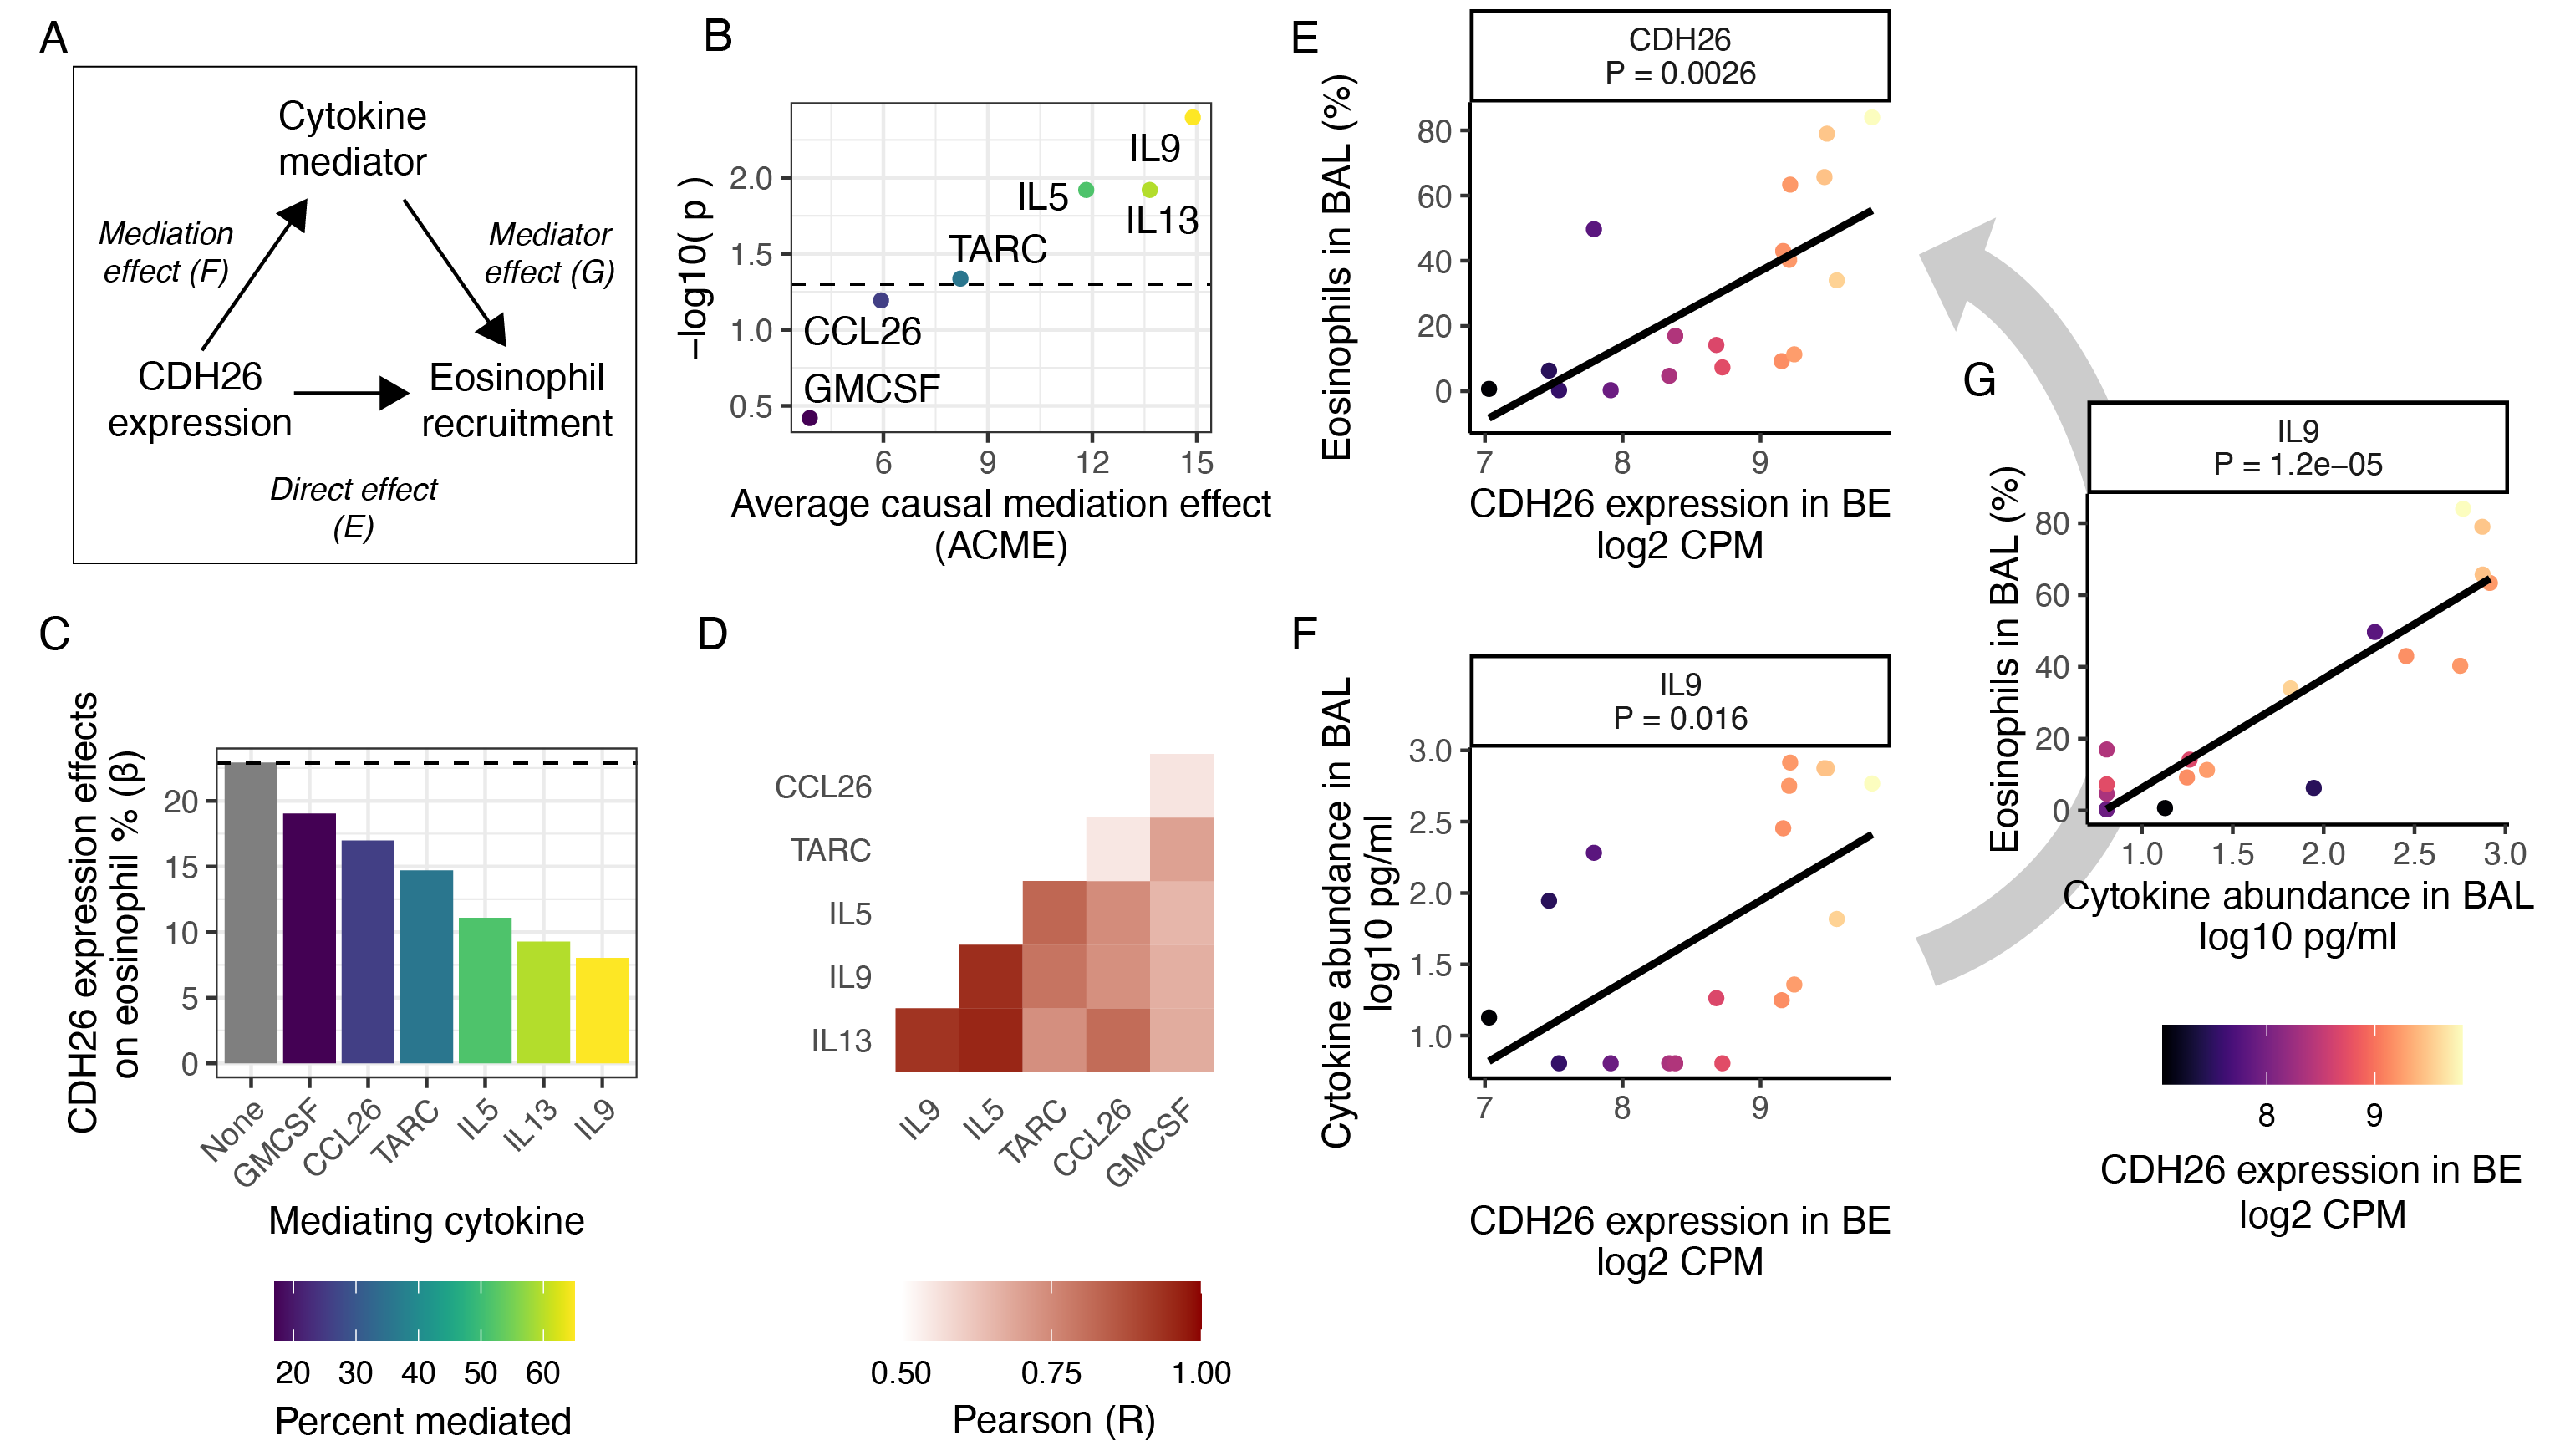 A
Cytokine
mediator
Mediation
effect (F)
Mediator
effect (G)
CDH26
expression
Eosinophil
recruitment
Direct effect
(E)
B
−log10( p )
2.0
1.5
1.0
0.5
IL9
IL5
IL13
TARC
CCL26
GMCSF
6 9 12 15
Average causal mediation effect
(ACME)
C
CDH26 expression effects
on eosinophil % (β)
20
15
10
5
0
None GMCSF CCL26 TARC IL5 IL13 IL9
Mediating cytokine
20 30 40 50 60
Percent mediated
D
CCL26
TARC
IL5
IL9
IL13
IL9 IL5 TARC CCL26 GMCSF
0.50 0.75 1.00
Pearson (R)
E
CDH26
P = 0.0026
Eosinophils in BAL (%)
80
60
40
20
0
7 8 9
CDH26 expression in BE
log2 CPM
F
IL9
P = 0.016
Cytokine abundance in BAL
log10 pg/ml
3.0
2.5
2.0
1.5
1.0
7 8 9
CDH26 expression in BE
log2 CPM
G
IL9
P = 1.2e−05
Eosinophils in BAL (%)
80
60
40
20
0
1.0 1.5 2.0 2.5 3.0
Cytokine abundance in BAL
log10 pg/ml
8 9
CDH26 expression in BE
log2 CPM